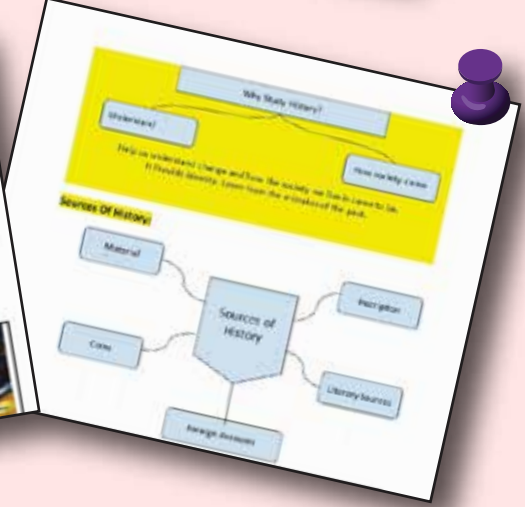 Why Study History?
Understand
How society came
Help us understand change and how the society we live in came to be.
It Provids identity. Learn from the mistakes of the past.
Sources Of History:
Material
Inscription
Sources of
History
Coins
Literary Sources
Foreign Accounts